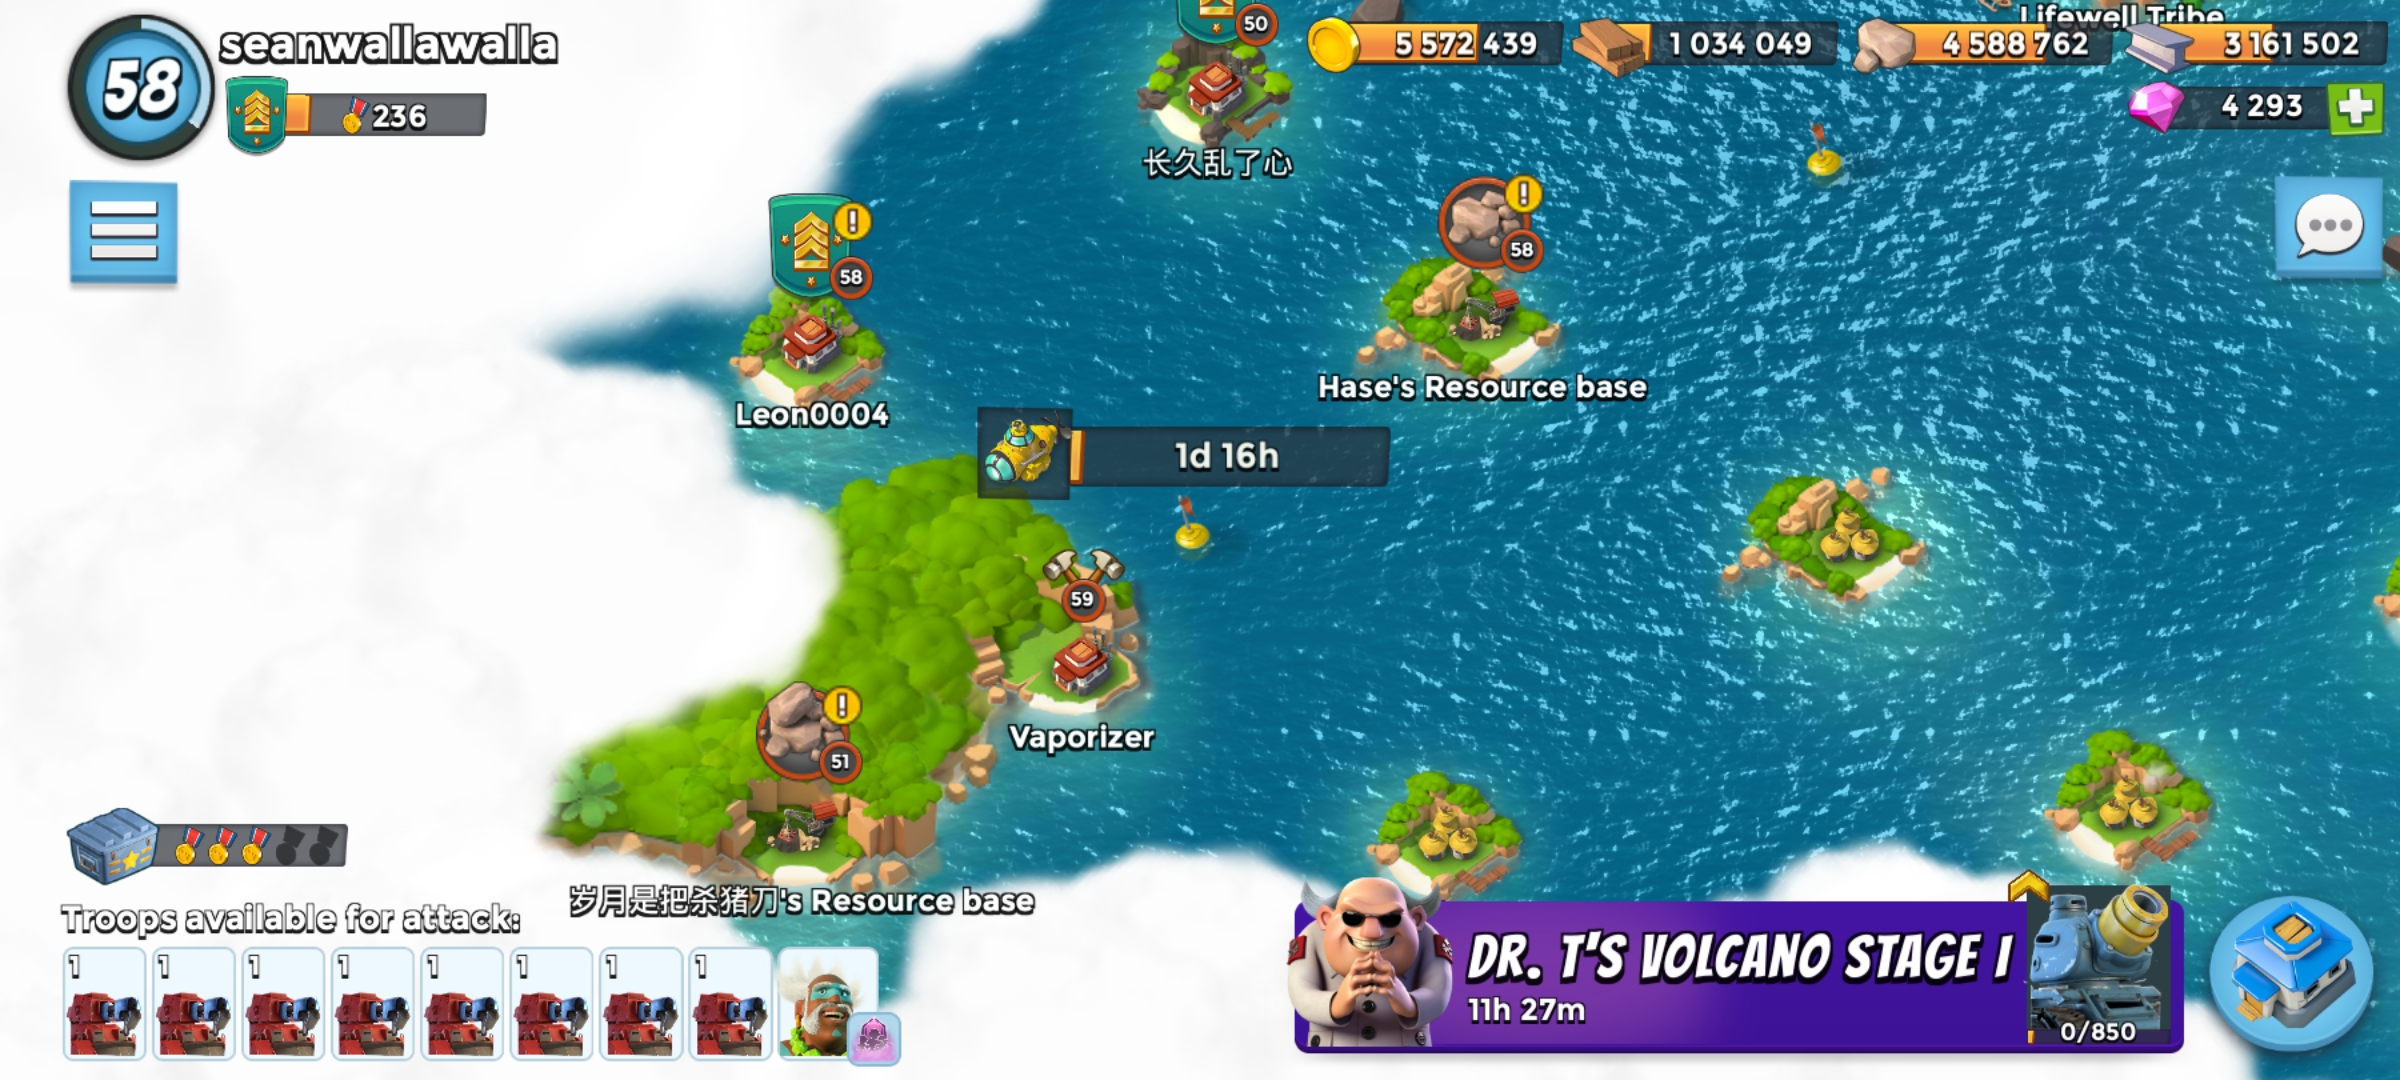 58
seanwallawalla
236
50
长久乱了心
5 572 439
1 034 049
4 588 762
Lifewell Tribe
3 161 502
4 293
!
58
Leon0004
!
58
Hase's Resource base
1d 16h
59
Vaporizer
!
51
岁月是把杀猪刀's Resource base
Troops available for attack:
1 1 1 1 1 1 1 1
DR. T'S VOLCANO STAGE I
11h 27m
0/850